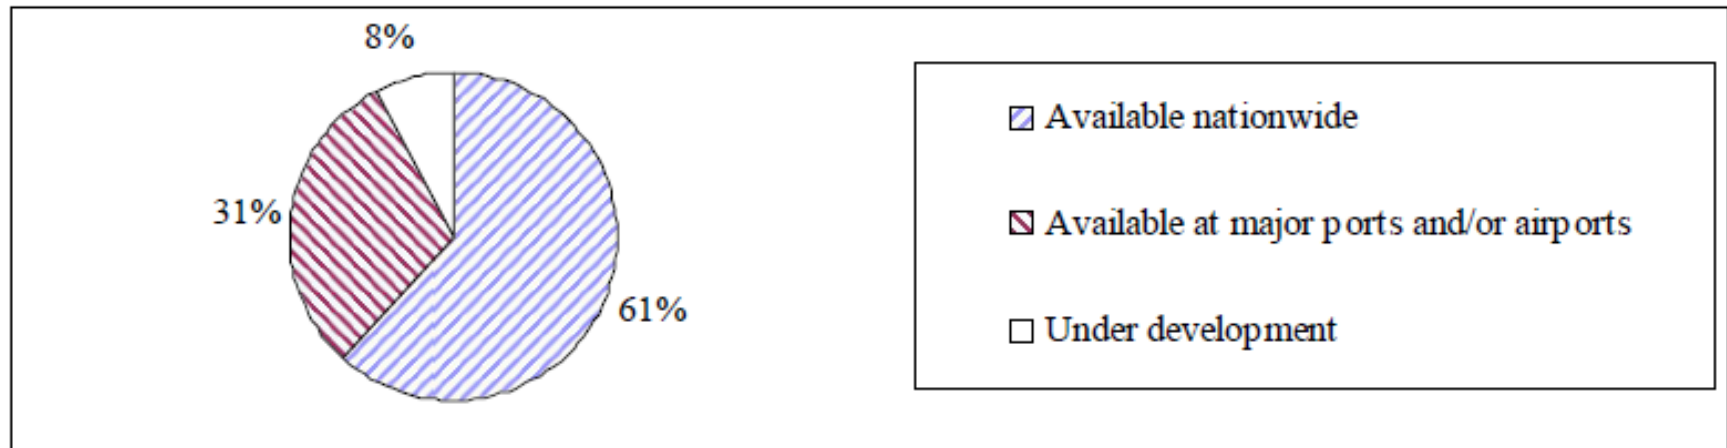 8%
31%
61%
Available nationwide
Available at major ports and/or airports
Under development